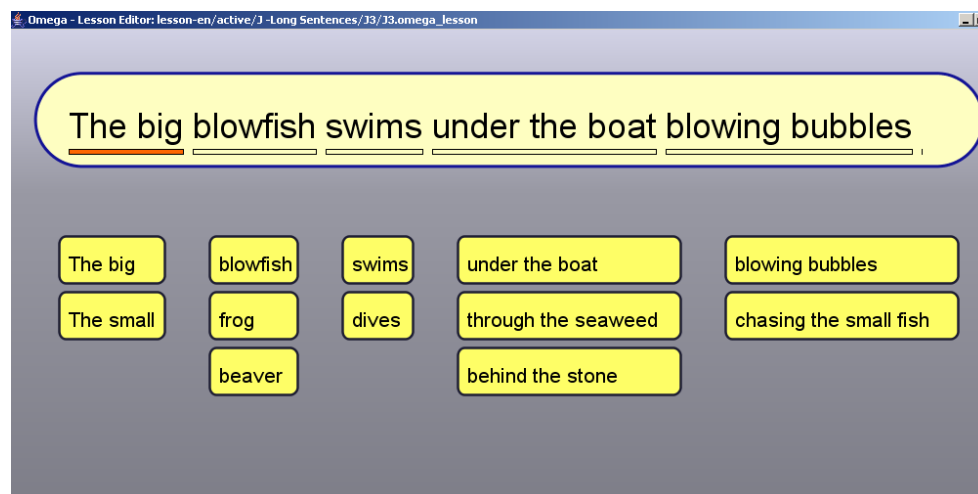 Omega - Lesson Editor: lesson-en/active/J -Long Sentences/J3/J3.omega_lesson
The big blowfish swims under the boat blowing bubbles
The big blowfish swims under the boat blowing bubbles
The small frog dives through the seaweed chasing the small fish
beaver behind the stone